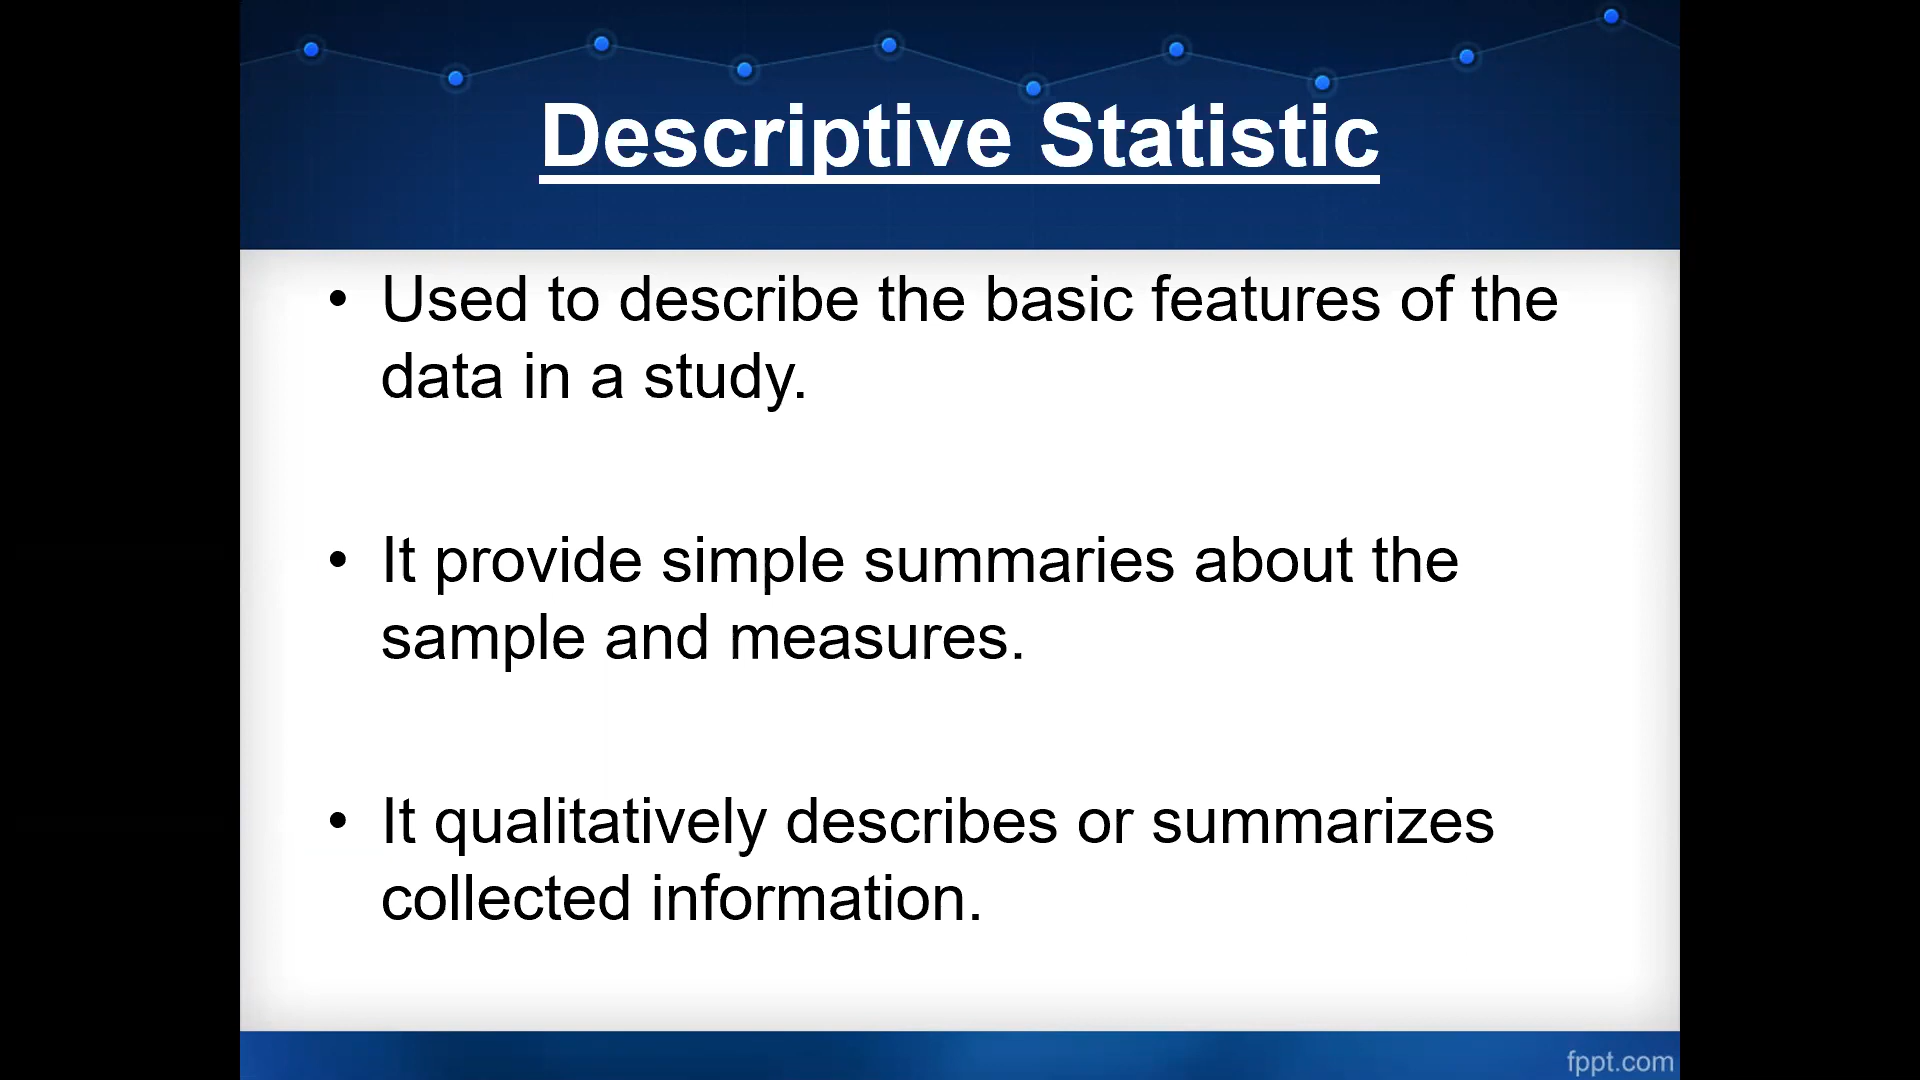 Descriptive Statistic
• Used to describe the basic features of the
data in a study.
• It provide simple summaries about the
sample and measures.
• It qualitatively describes or summarizes
collected information.
fppt.com